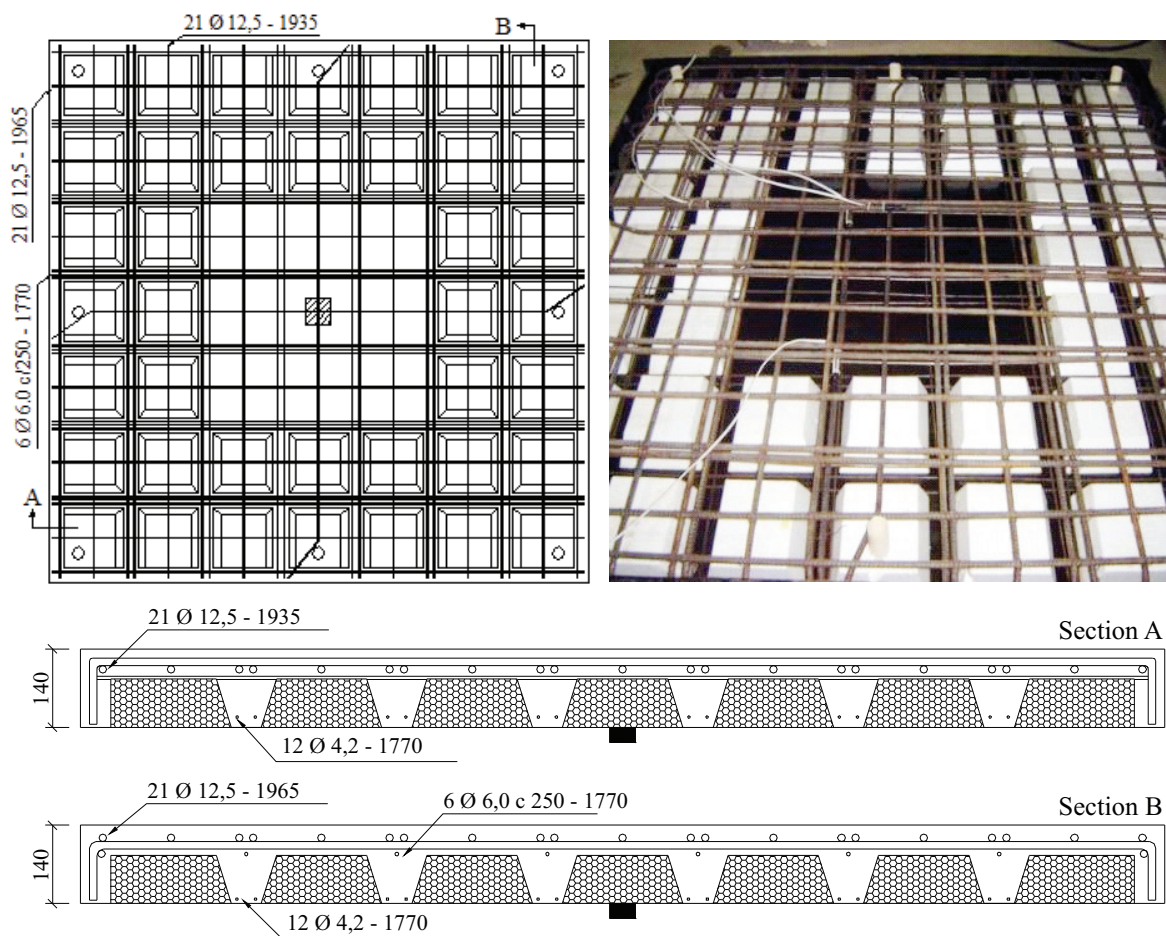 21 Ø 12,5 - 1935
B
21 Ø 12,5 - 1965
6 Ø 6.0 c/250 - 1770
A
21 Ø 12,5 - 1935
Section A
140
12 Ø 4,2 - 1770
21 Ø 12,5 - 1965
6 Ø 6,0 c 250 - 1770
Section B
140
12 Ø 4,2 - 1770